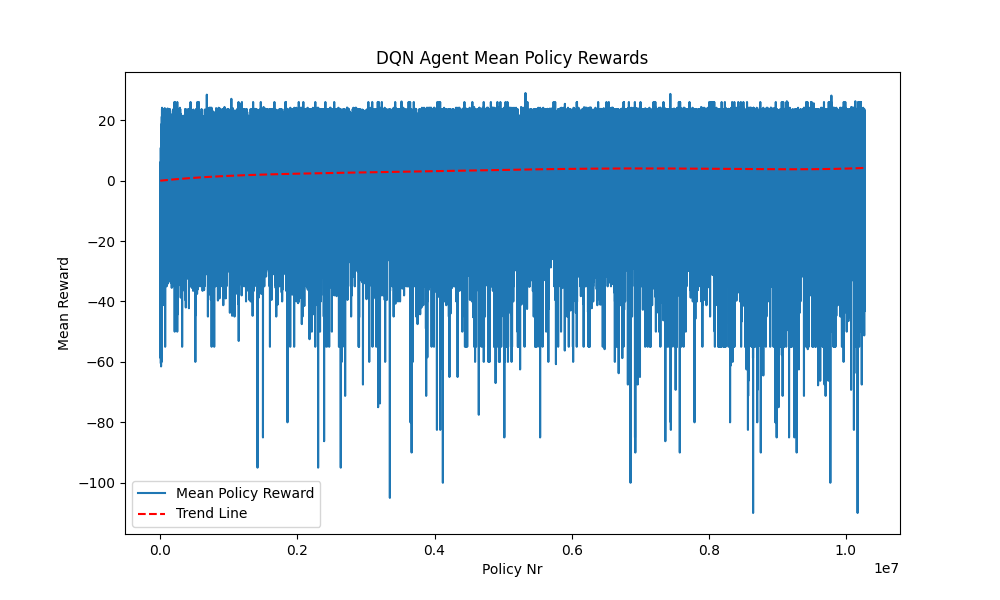 DQN Agent Mean Policy Rewards
Mean Reward
20
0
−20
−40
−60
−80
−100
Mean Policy Reward
Trend Line
0.0 0.2 0.4 0.6 0.8 1.0
1e7
Policy Nr